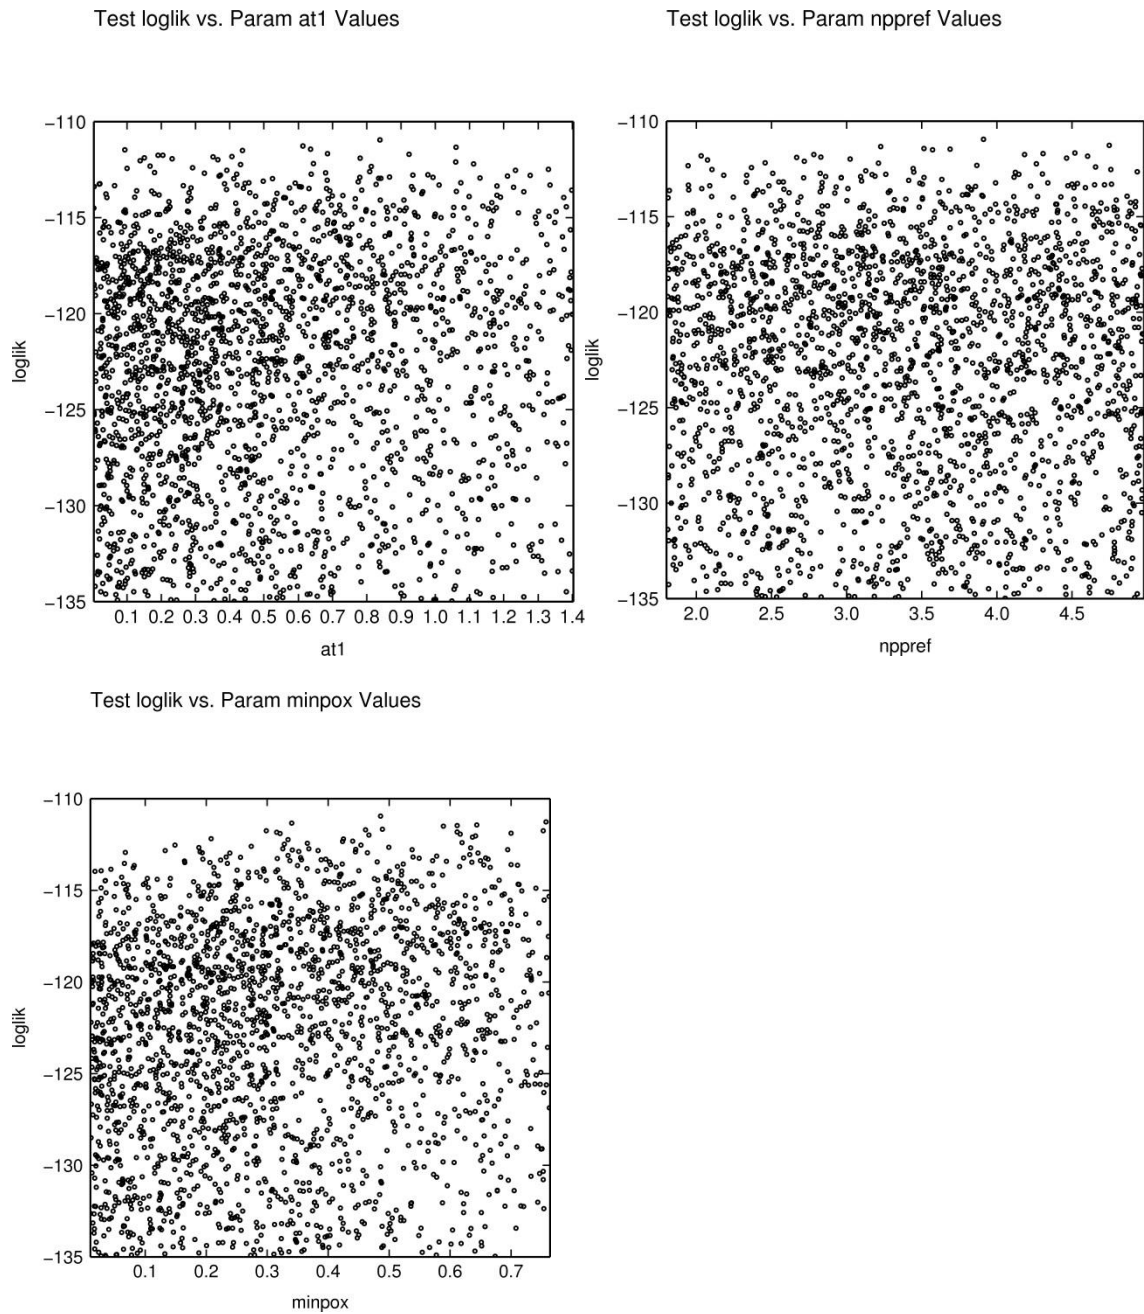 Test loglik vs. Param at1 Values
−110
−115
−120
−125
−130
−135
loglik
0.1 0.2 0.3 0.4 0.5 0.6 0.7 0.8 0.9 1.0 1.1 1.2 1.3 1.4
at1
Test loglik vs. Param nppref Values
−110
−115
−120
−125
−130
−135
loglik
2.0 2.5 3.0 3.5 4.0 4.5
nppref
Test loglik vs. Param minpox Values
−110
−115
−120
−125
−130
−135
loglik
0.1 0.2 0.3 0.4 0.5 0.6 0.7
minpox